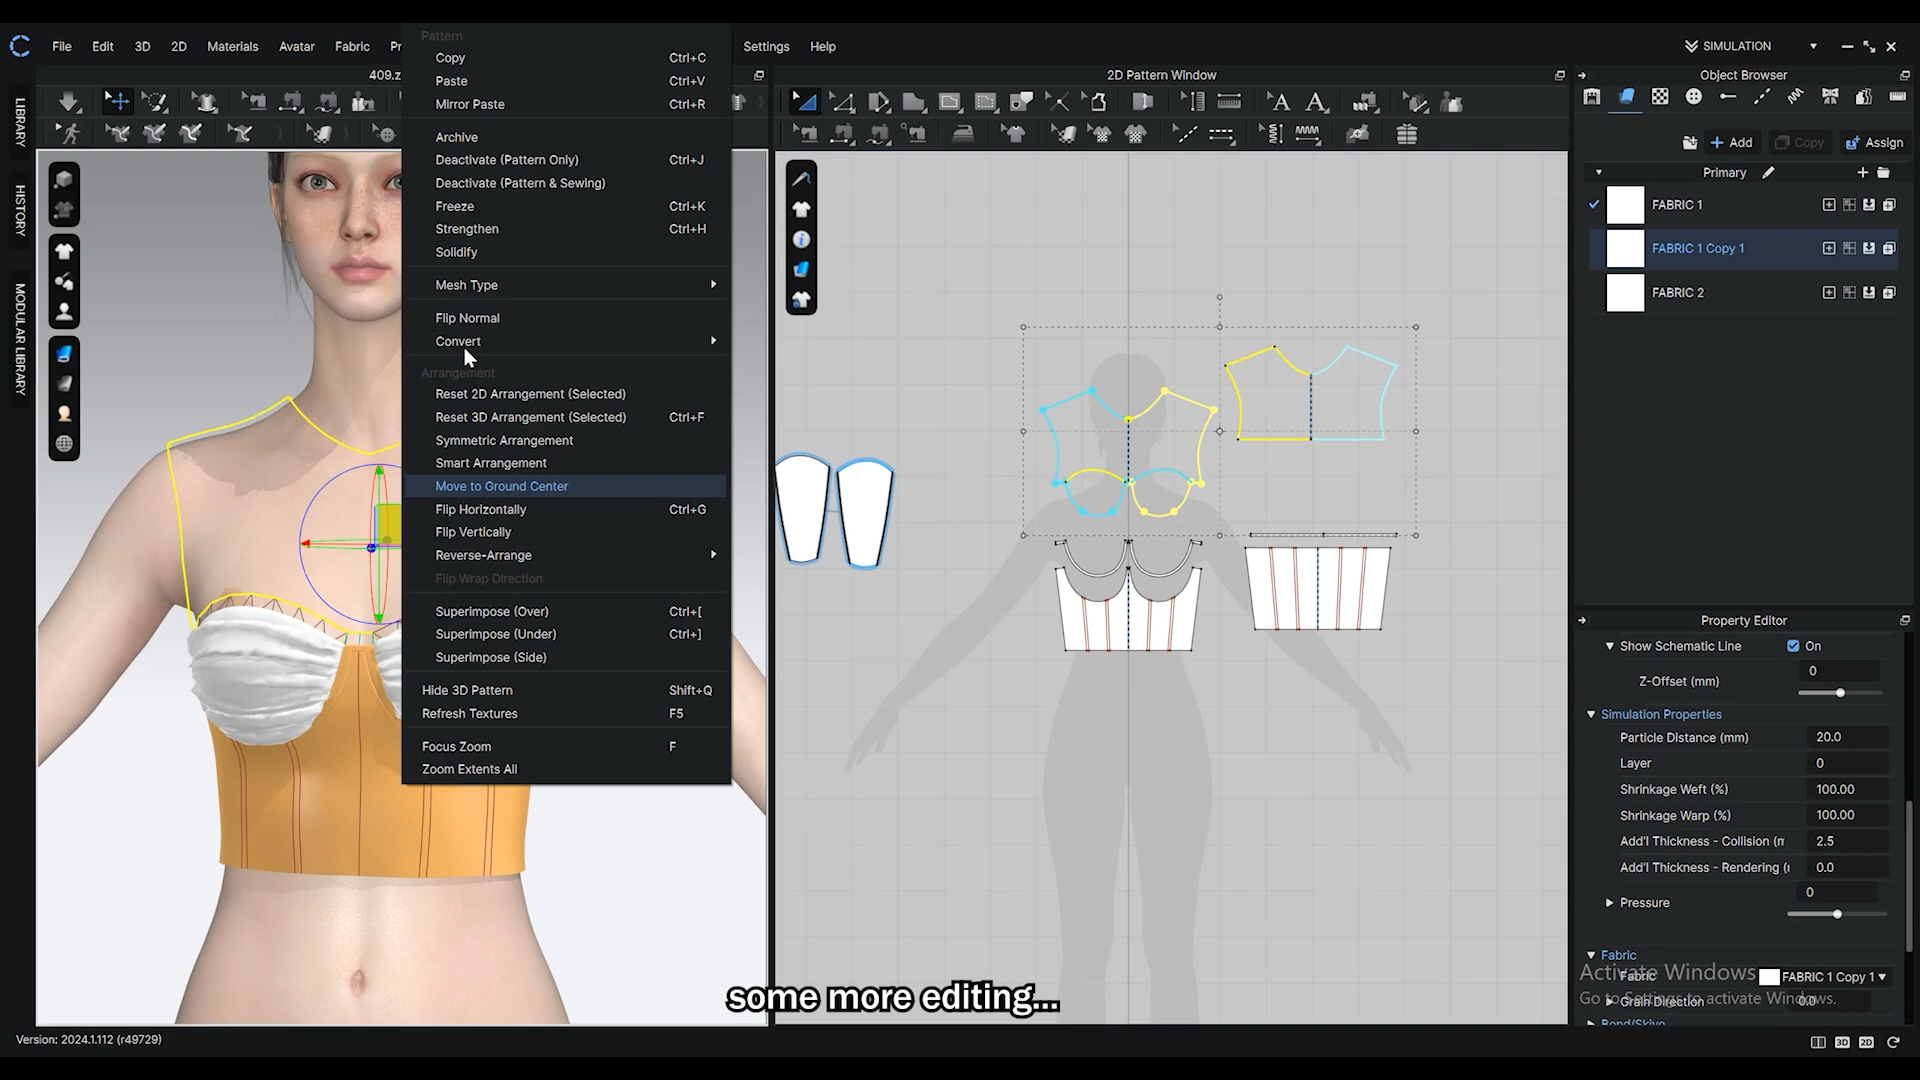 File Edit 3D 2D Materials Avatar Fabric Settings Help
SIMULATION
2D Pattern Window
Object Browser
LIBRARY
HISTORY
MODULAR LIBRARY
409.z
Pattern
Copy Ctrl+C
Paste Ctrl+V
Mirror Paste Ctrl+R
Archive
Deactivate (Pattern Only) Ctrl+J
Deactivate (Pattern & Sewing)
Freeze Ctrl+K
Strengthen Ctrl+H
Solidify
Mesh Type
Flip Normal
Convert
Arrangement
Reset 2D Arrangement (Selected)
Reset 3D Arrangement (Selected) Ctrl+F
Symmetric Arrangement
Smart Arrangement
Move to Ground Center
Flip Horizontally Ctrl+G
Flip Vertically
Reverse-Arrange
Flip Wrap Direction
Superimpose (Over) Ctrl+[
Superimpose (Under) Ctrl+]
Superimpose (Side)
Hide 3D Pattern Shift+Q
Refresh Textures F5
Focus Zoom F
Zoom Extents All
Add Copy Assign
Primary
FABRIC 1
FABRIC 1 Copy 1
FABRIC 2
Property Editor
Show Schematic Line On
0
Z-Offset (mm)
Simulation Properties
Particle Distance (mm) 20.0
Layer 0
Shrinkage Weft (%) 100.00
Shrinkage Warp (%) 100.00
Add'l Thickness - Collision (m 2.5
Add'l Thickness - Rendering ( 0.0
0
Pressure
Fabric
Activate Windows
Fabric FABRIC 1 Copy 1
Go to Settings to activate Windows.
Grain Direction 0.0
Bond/Skive
some more editing...
Version: 2024.1.112 (r49729)
3D 2D